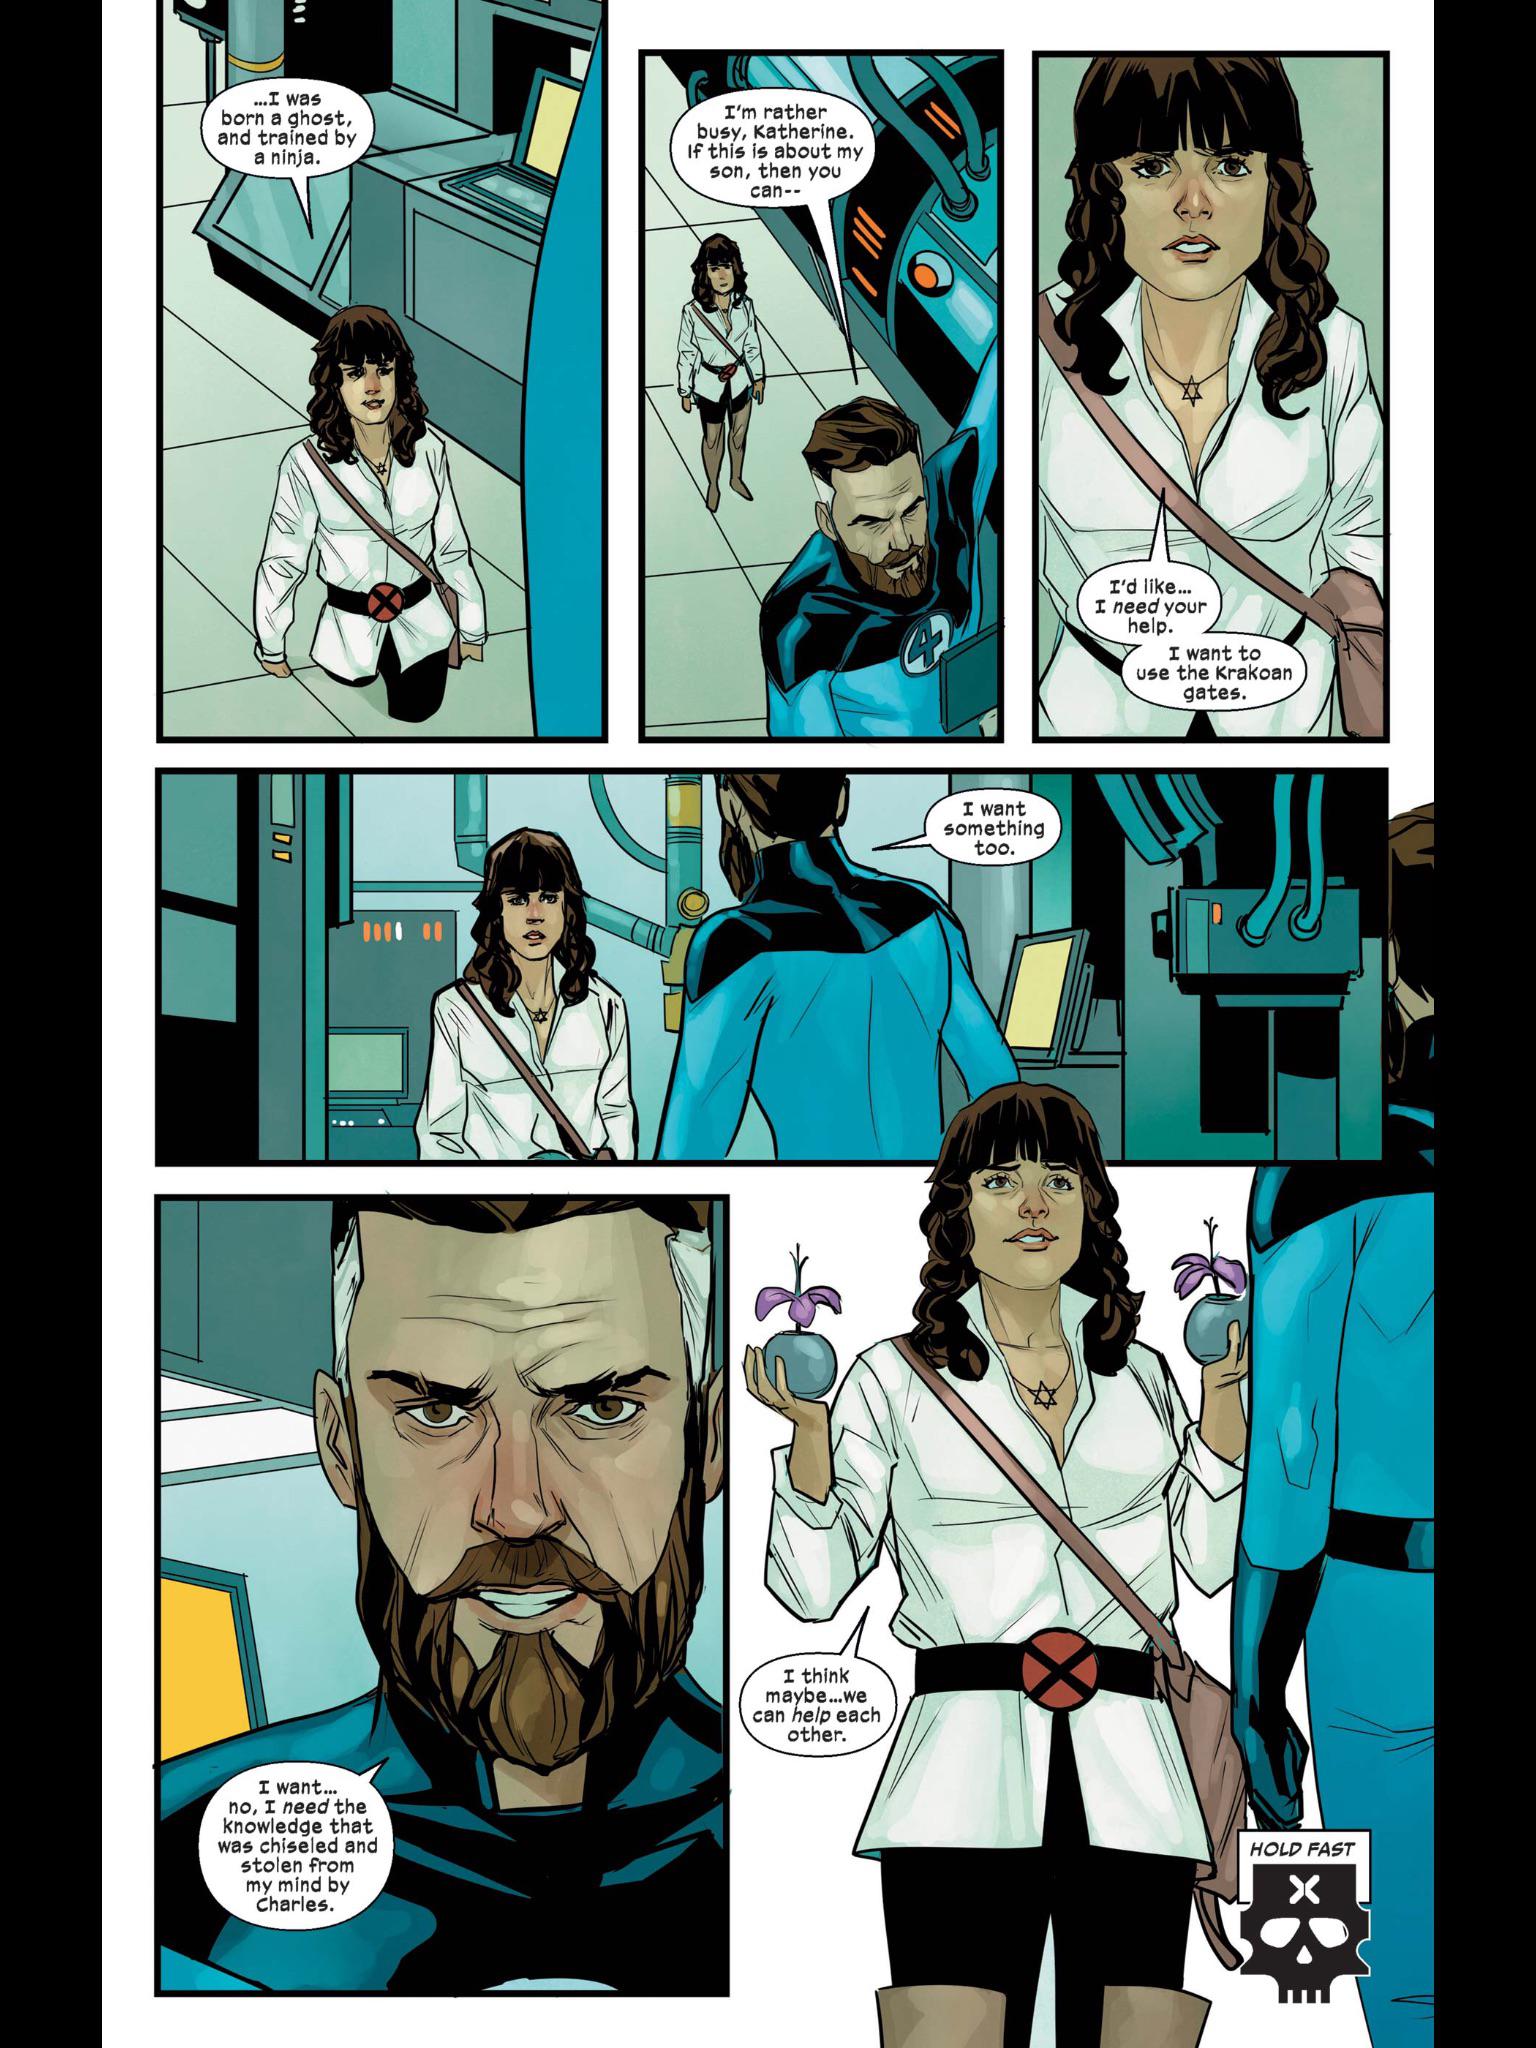 …I was
born a ghost,
and trained by
a ninja.
I'm rather
busy, Katherine.
If this is about my
son, then you
can--
4
I'd like…
I need your
help.
I want to
use the Krakoan
gates.
I want
something
too.
I want…
no, I need the
knowledge that
was chiseled and
stolen from
my mind by
Charles.
I think
maybe…we
can help each
other.
HOLD FAST